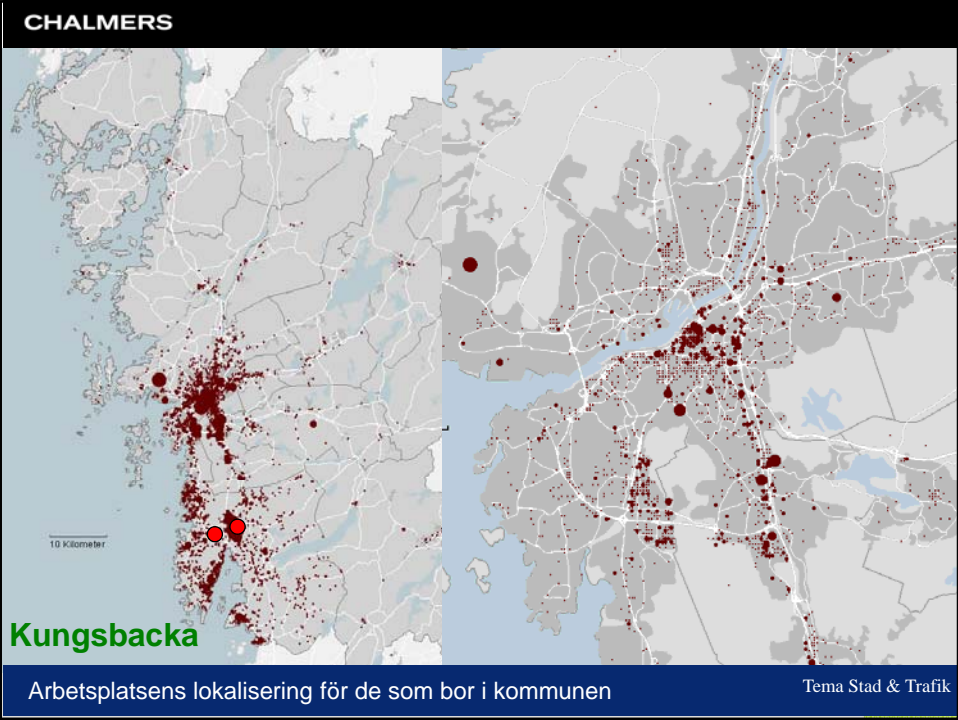 CHALMERS
10 Kilometer
Kungsbacka
Arbetsplatsens lokalisering för de som bor i kommunen
Tema Stad & Trafik